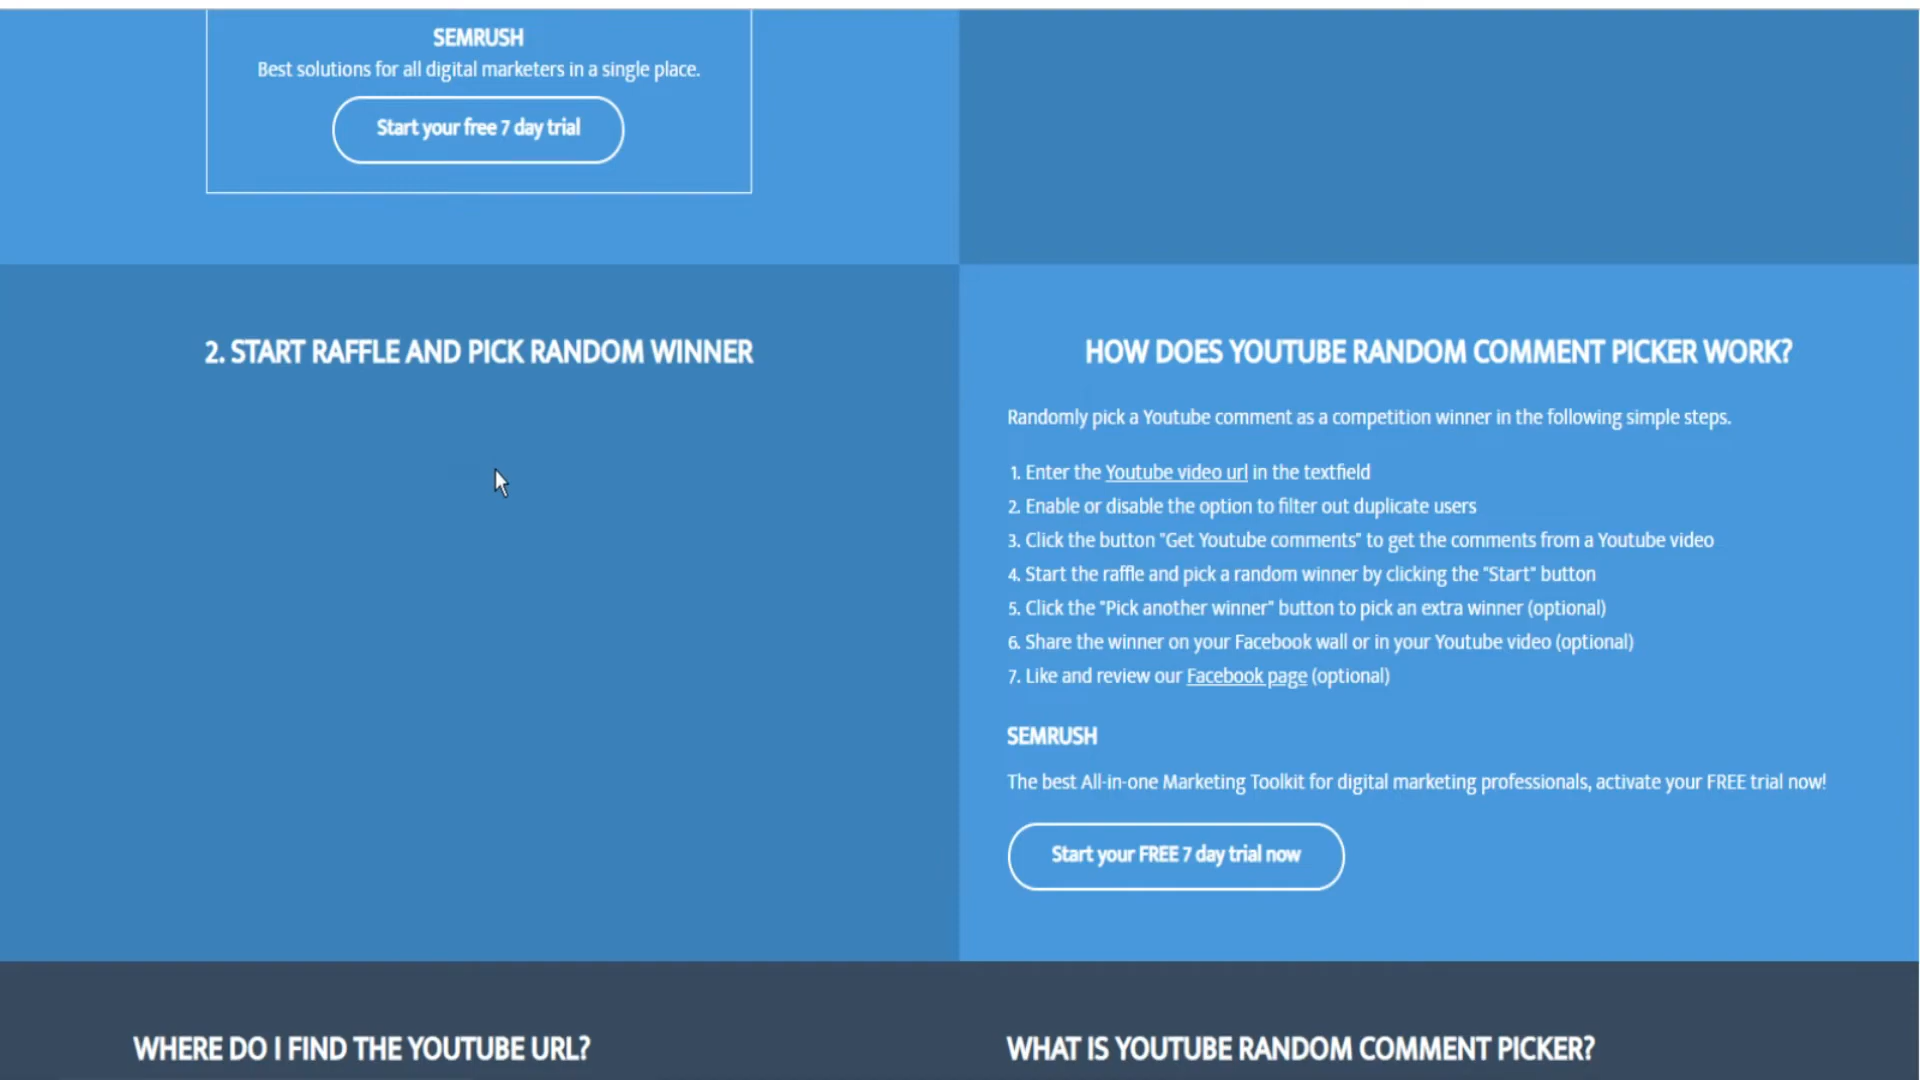 SEMRUSH
Best solutions for all digital marketers in a single place.
Start your free 7 day trial
2. START RAFFLE AND PICK RANDOM WINNER
HOW DOES YOUTUBE RANDOM COMMENT PICKER WORK?
Randomly pick a Youtube comment as a competition winner in the following simple steps.
1. Enter the Youtube video url in the textfield
2. Enable or disable the option to filter out duplicate users
3. Click the button "Get Youtube comments" to get the comments from a Youtube video
4. Start the raffle and pick a random winner by clicking the "Start" button
5. Click the "Pick another winner" button to pick an extra winner (optional)
6. Share the winner on your Facebook wall or in your Youtube video (optional)
7. Like and review our Facebook page (optional)
SEMRUSH
The best All-in-one Marketing Toolkit for digital marketing professionals, activate your FREE trial now!
Start your FREE 7 day trial now
WHERE DO I FIND THE YOUTUBE URL?
WHAT IS YOUTUBE RANDOM COMMENT PICKER?